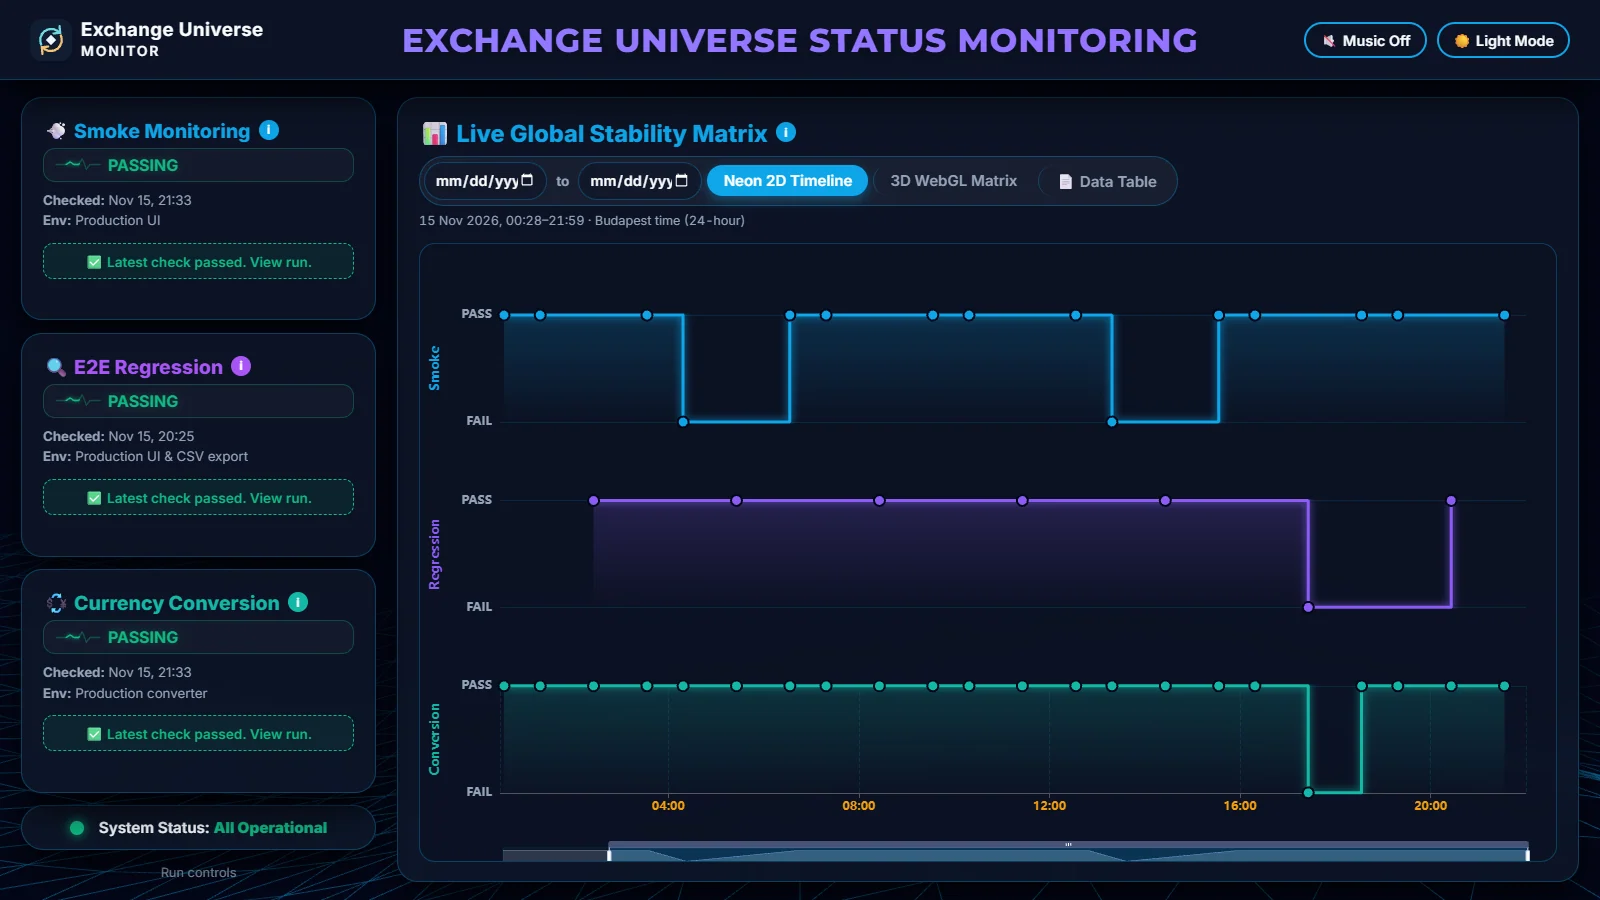 Exchange Universe
MONITOR
EXCHANGE UNIVERSE STATUS MONITORING
Music Off
Light Mode
Smoke Monitoring i
PASSING
Checked: Nov 15, 21:33
Env: Production UI
Latest check passed. View run.
E2E Regression i
PASSING
Checked: Nov 15, 20:25
Env: Production UI & CSV export
Latest check passed. View run.
Currency Conversion i
PASSING
Checked: Nov 15, 21:33
Env: Production converter
Latest check passed. View run.
System Status: All Operational
Run controls
Live Global Stability Matrix i
mm/dd/yyy to mm/dd/yyy Neon 2D Timeline 3D WebGL Matrix Data Table
15 Nov 2026, 00:28–21:59 · Budapest time (24-hour)
PASS
Smoke
FAIL
PASS
Regression
FAIL
PASS
Conversion
FAIL
04:00 08:00 12:00 16:00 20:00